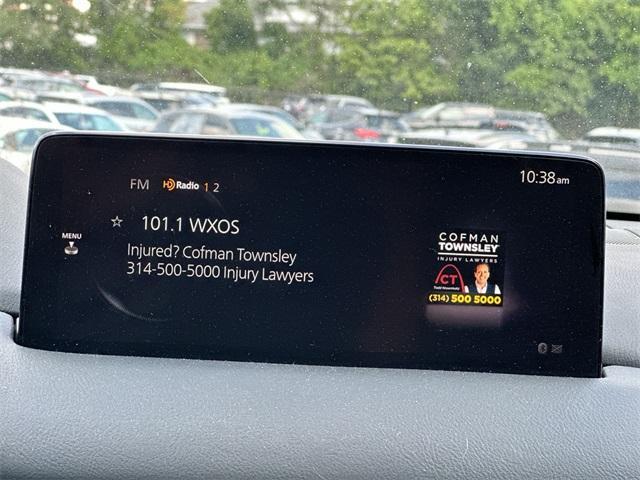 FM HD Radio 1 2
10:38 am
101.1 WXOS
MENU
Injured? Cofman Townsley
314-500-5000 Injury Lawyers
COFMAN
TOWNSLEY
INJURY LAWYERS
CT
(314) 500 5000